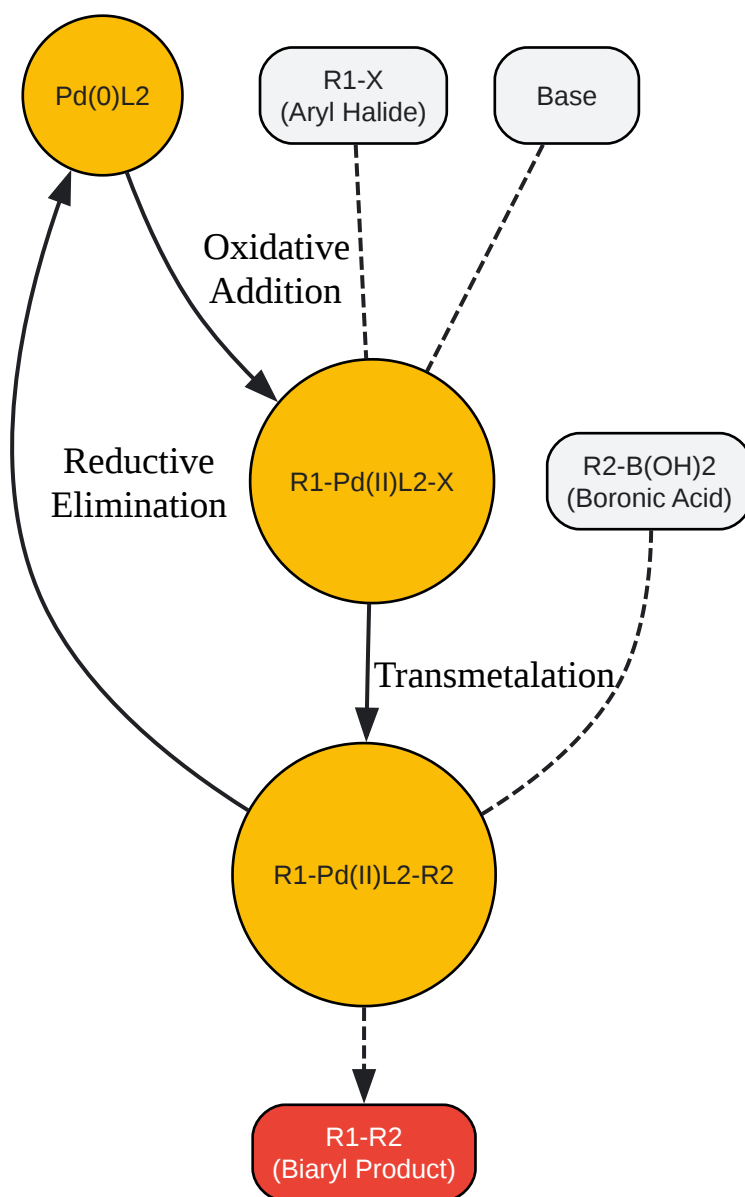 Pd(0)L2
R1-X
(Aryl Halide)
Base
Oxidative
Addition
Reductive
Elimination
R1-Pd(II)L2-X
R2-B(OH)2
(Boronic Acid)
Transmetalation
R1-Pd(II)L2-R2
R1-R2
(Biaryl Product)